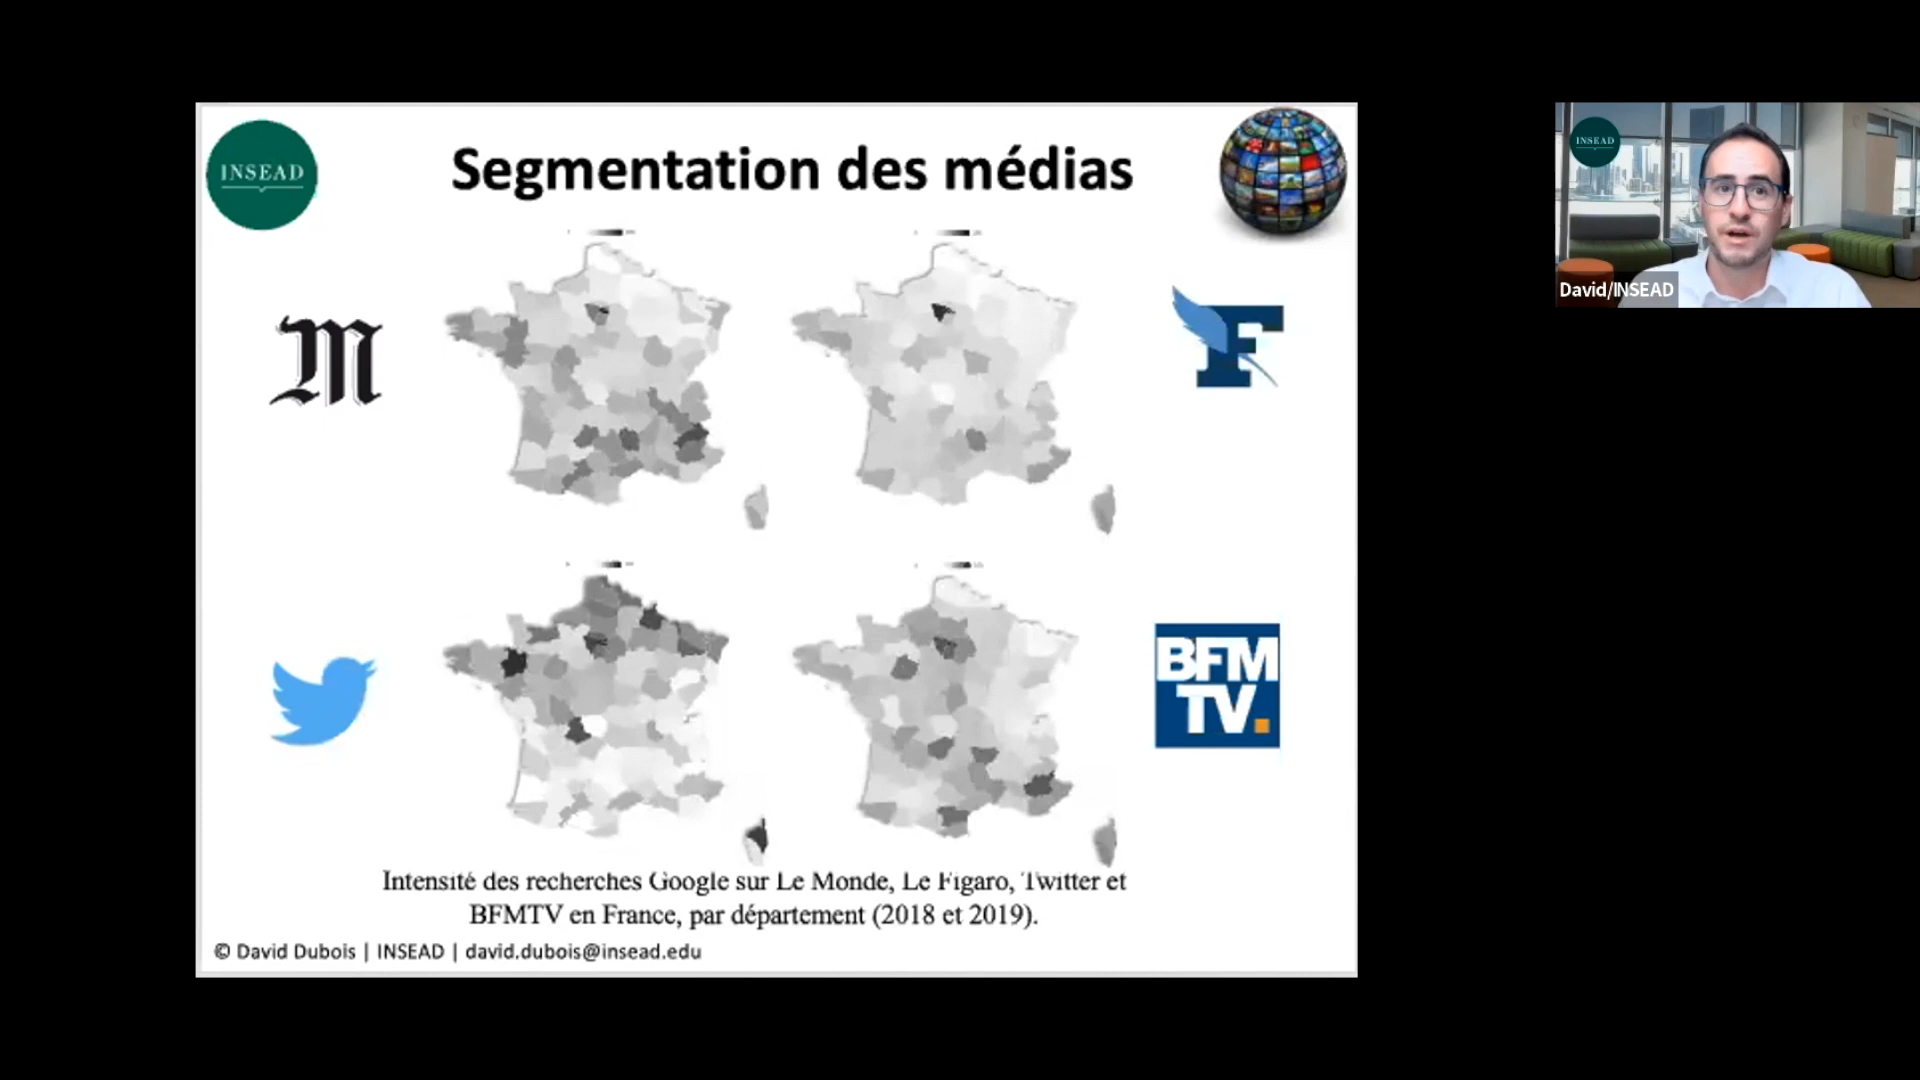 INSEAD
Segmentation des médias
M
F
BFM
TV.
Intensité des recherches Google sur Le Monde, Le Figaro, Twitter et
BFMTV en France, par département (2018 et 2019).
© David Dubois | INSEAD | david.dubois@insead.edu
INSEAD
David/INSEAD